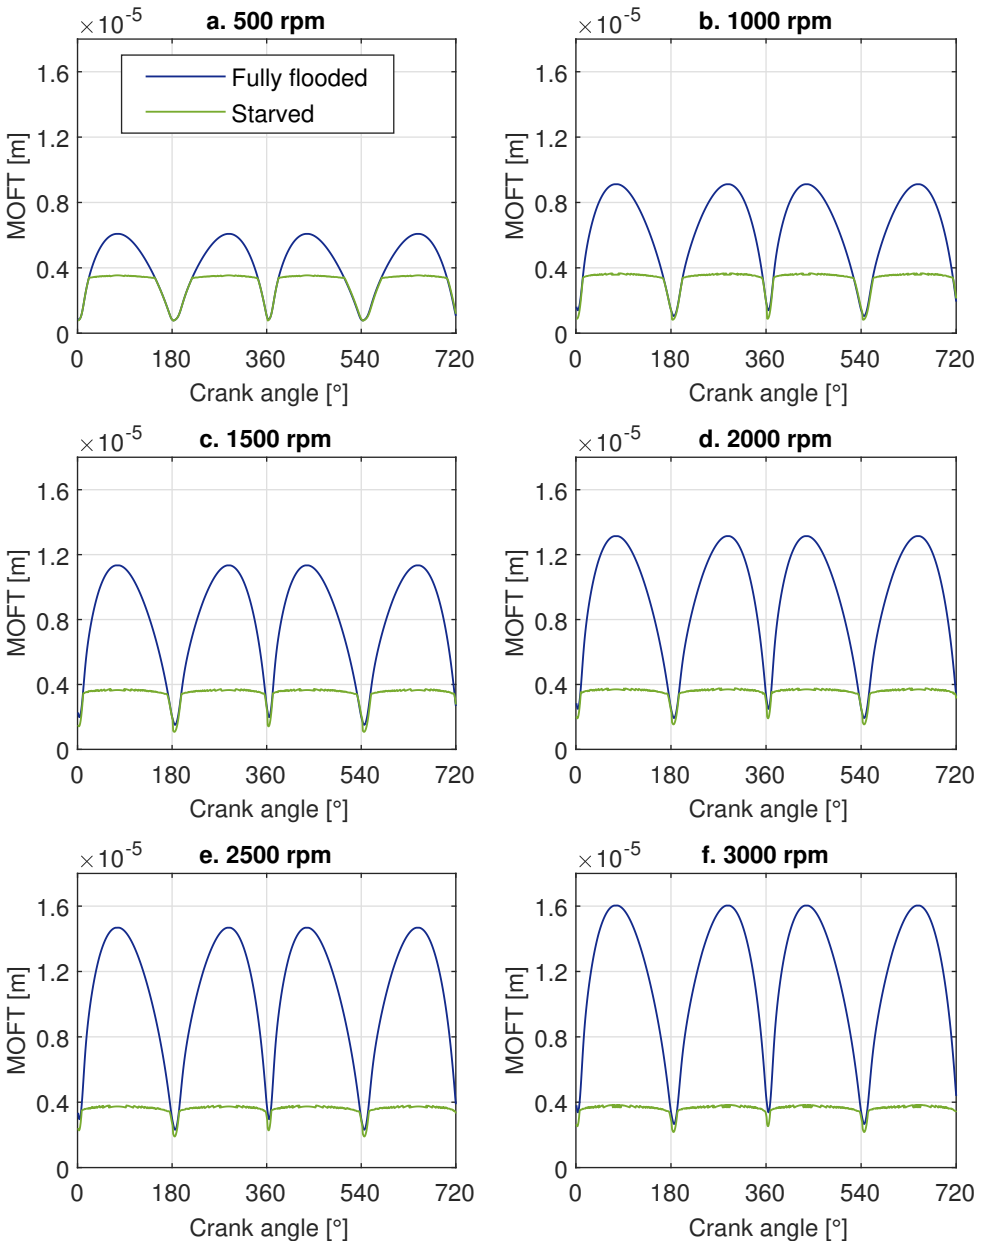 ×10-5 a. 500 rpm
MOFT [m]
1.6
1.2
0.8
0.4
0
Fully flooded
Starved
0 180 360 540 720
Crank angle [°]
×10-5 b. 1000 rpm
MOFT [m]
1.6
1.2
0.8
0.4
0
0 180 360 540 720
Crank angle [°]
×10-5 c. 1500 rpm
MOFT [m]
1.6
1.2
0.8
0.4
0
0 180 360 540 720
Crank angle [°]
×10-5 d. 2000 rpm
MOFT [m]
1.6
1.2
0.8
0.4
0
0 180 360 540 720
Crank angle [°]
×10-5 e. 2500 rpm
MOFT [m]
1.6
1.2
0.8
0.4
0
0 180 360 540 720
Crank angle [°]
×10-5 f. 3000 rpm
MOFT [m]
1.6
1.2
0.8
0.4
0
0 180 360 540 720
Crank angle [°]